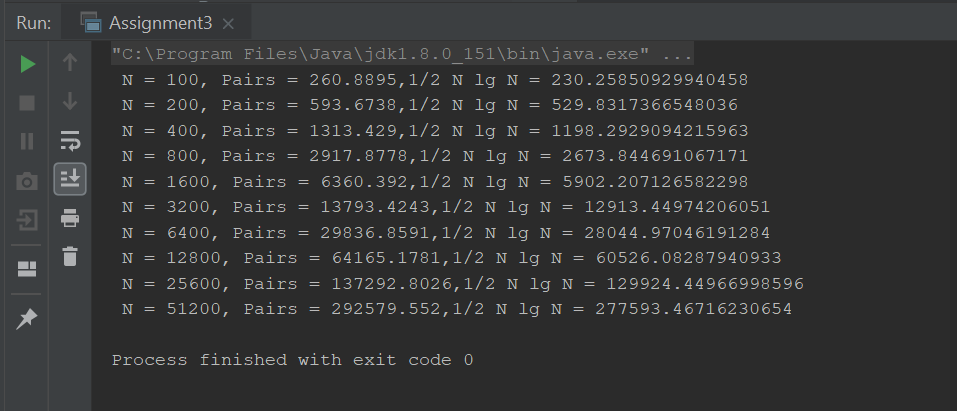 Run: Assignment3
"C:\Program Files\Java\jdk1.8.0_151\bin\java.exe" ...
N = 100, Pairs = 260.8895,1/2 N lg N = 230.25850929940458
N = 200, Pairs = 593.6738,1/2 N lg N = 529.8317366548036
N = 400, Pairs = 1313.429,1/2 N lg N = 1198.2929094215963
N = 800, Pairs = 2917.8778,1/2 N lg N = 2673.844691067171
N = 1600, Pairs = 6360.392,1/2 N lg N = 5902.207126582298
N = 3200, Pairs = 13793.4243,1/2 N lg N = 12913.44974206051
N = 6400, Pairs = 29836.8591,1/2 N lg N = 28044.97046191284
N = 12800, Pairs = 64165.1781,1/2 N lg N = 60526.08287940933
N = 25600, Pairs = 137292.8026,1/2 N lg N = 129924.44966998596
N = 51200, Pairs = 292579.552,1/2 N lg N = 277593.46716230654
Process finished with exit code 0